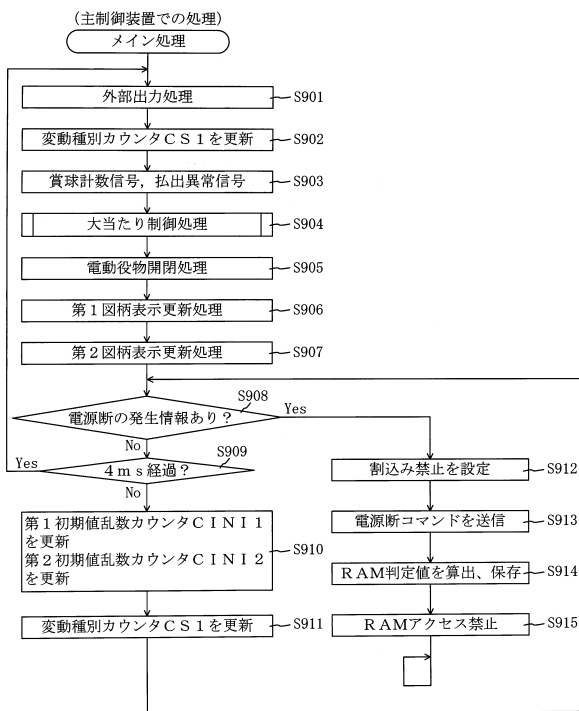 (主制御装置での処理)
メイン処理
外部出力処理 S901
変動種別カウンタCS1を更新 S902
賞球計数信号,払出異常信号 S903
大当たり制御処理 S904
電動役物開閉処理 S905
第1図柄表示更新処理 S906
第2図柄表示更新処理 S907
S908
電源断の発生情報あり?
Yes
No
S909
Yes
4ms経過?
No
第1初期値乱数カウンタCINI1
を更新
第2初期値乱数カウンタCINI2
を更新
S910
変動種別カウンタCS1を更新 S911
割込み禁止を設定 S912
電源断コマンドを送信 S913
RAM判定値を算出、保存 S914
RAMアクセス禁止 S915